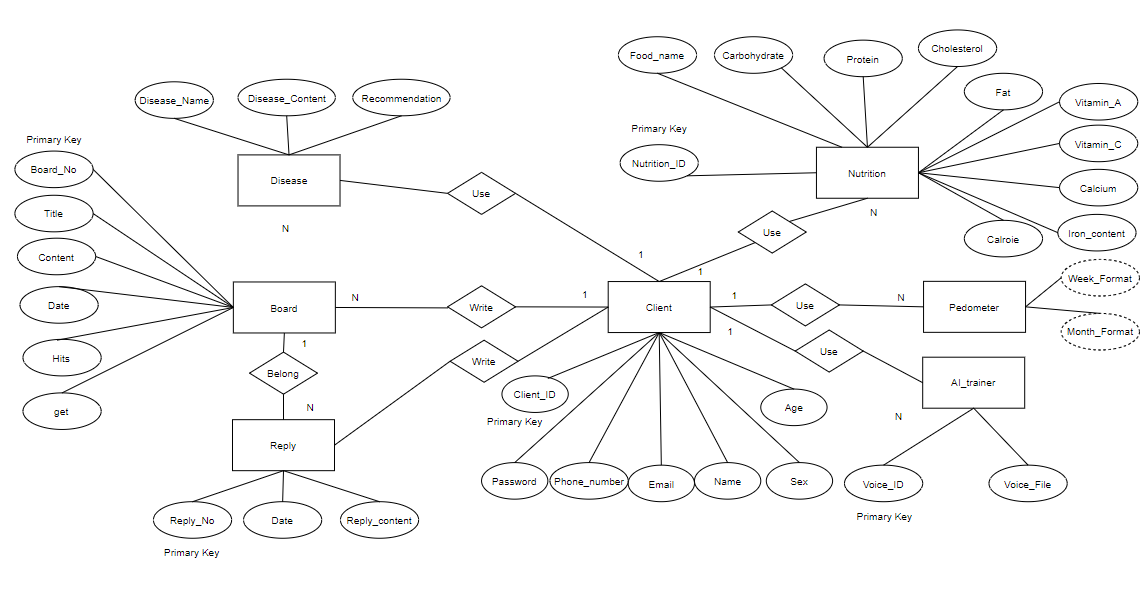 Food_name
Carbohydrate
Protein
Cholesterol
Disease_Name
Disease_Content
Recommendation
Fat
Vitamin_A
Primary Key
Primary Key
Vitamin_C
Board_No
Nutrition_ID
Disease
Nutrition
Use
Calcium
Title
N
N
Use
Iron_content
Calroie
Content
1
1
Week_Format
Date
N
Board
Write
1
Client
1
Use
N
Pedometer
Month_Format
1
1
Hits
Belong
Write
Use
AI_trainer
get
N
Client_ID
Age
N
Primary Key
Reply
Password
Phone_number
Email
Name
Sex
Voice_ID
Voice_File
Reply_No
Date
Reply_content
Primary Key
Primary Key